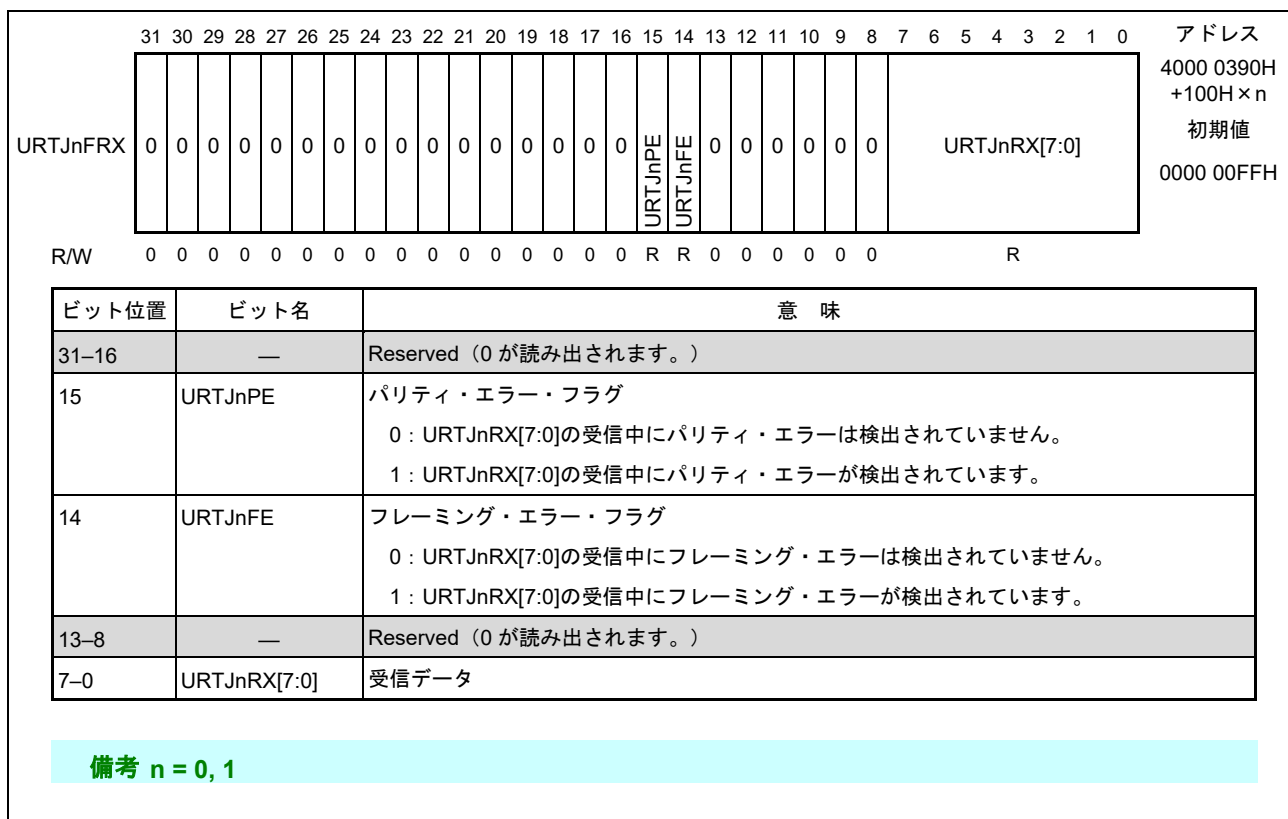 31 30 29 28 27 26 25 24 23 22 21 20 19 18 17 16 15 14 13 12 11 10 9 8 7 6 5 4 3 2 1 0 アドレス
4000 0390H
+100H×n
初期値
0000 00FFH
URTJnFRX 0 0 0 0 0 0 0 0 0 0 0 0 0 0 0 0 URTJnPE URTJnFE 0 0 0 0 0 0 URTJnRX[7:0]
R/W 0 0 0 0 0 0 0 0 0 0 0 0 0 0 0 0 R R 0 0 0 0 0 0 R
ビット位置 ビット名 意 味
31–16 — Reserved（0 が読み出されます。）
15 URTJnPE パリティ・エラー・フラグ
0：URTJnRX[7:0]の受信中にパリティ・エラーは検出されていません。
1：URTJnRX[7:0]の受信中にパリティ・エラーが検出されています。
14 URTJnFE フレーミング・エラー・フラグ
0：URTJnRX[7:0]の受信中にフレーミング・エラーは検出されていません。
1：URTJnRX[7:0]の受信中にフレーミング・エラーが検出されています。
13–8 — Reserved（0 が読み出されます。）
7–0 URTJnRX[7:0] 受信データ
備考 n = 0, 1